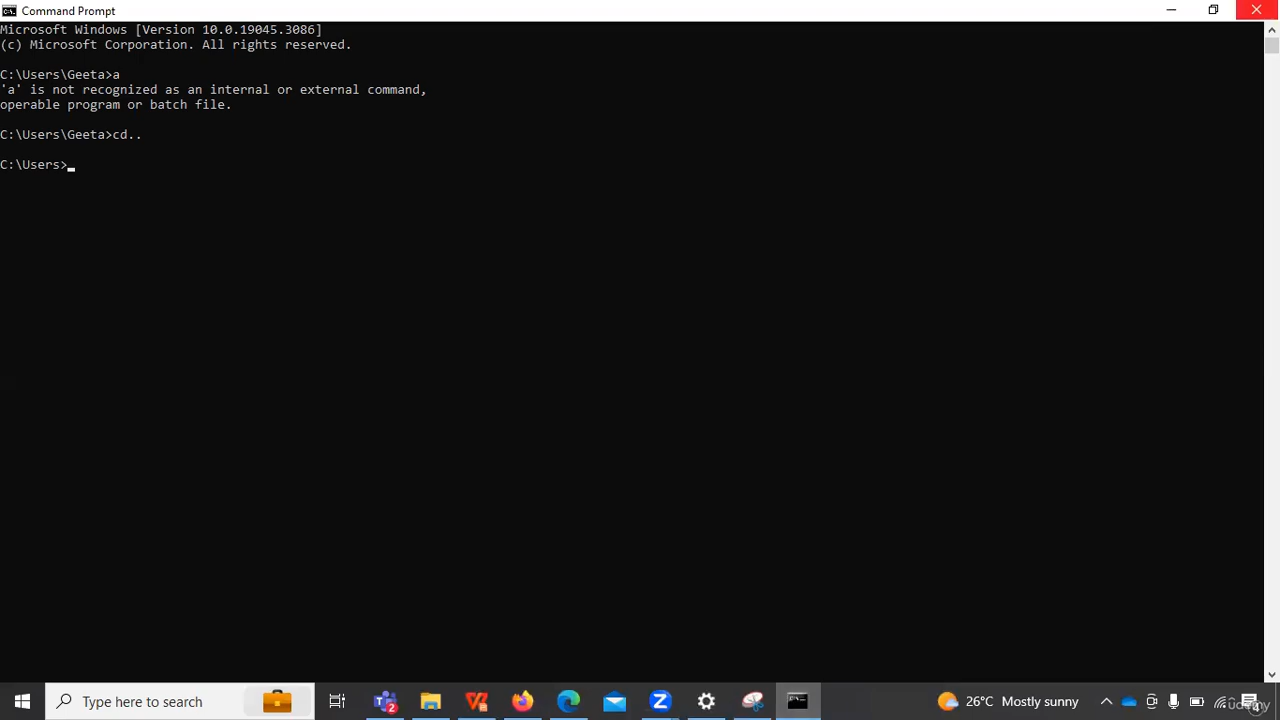 Command Prompt
Microsoft Windows [Version 10.0.19045.3086]
(c) Microsoft Corporation. All rights reserved.
C:\Users\Geeta>a
'a' is not recognized as an internal or external command,
operable program or batch file.
C:\Users\Geeta>cd..
C:\Users>
Type here to search
2
26°C Mostly sunny
Udemy